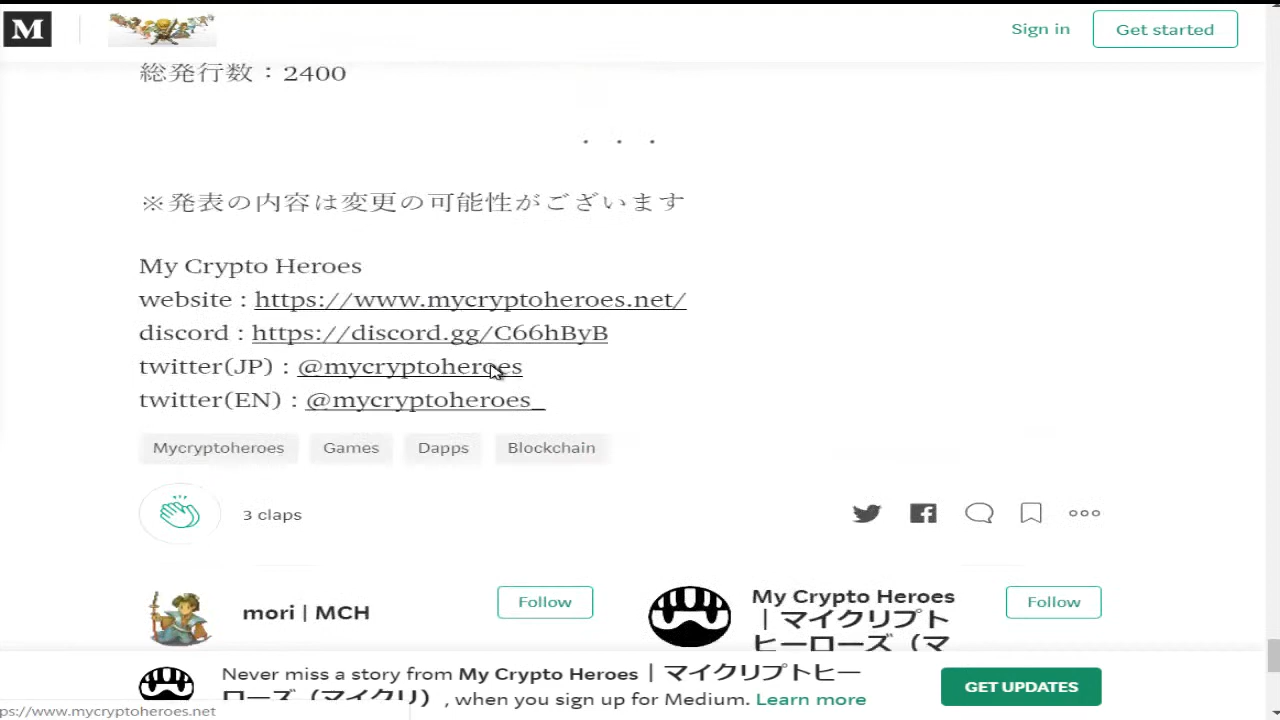 M
Sign in
Get started
総発行数：2400
. . .
※発表の内容は変更の可能性がございます
My Crypto Heroes
website : https://www.mycryptoheroes.net/
discord : https://discord.gg/C66hByB
twitter(JP) : @mycryptoheroes
twitter(EN) : @mycryptoheroes_
Mycryptoheroes Games Dapps Blockchain
3 claps
mori | MCH
Follow
My Crypto Heroes
｜マイクリプト
ヒーローズ（マ
Follow
Never miss a story from My Crypto Heroes｜マイクリプトヒー
ローズ（マイクリ）, when you sign up for Medium. Learn more
GET UPDATES
ps://www.mycryptoheroes.net